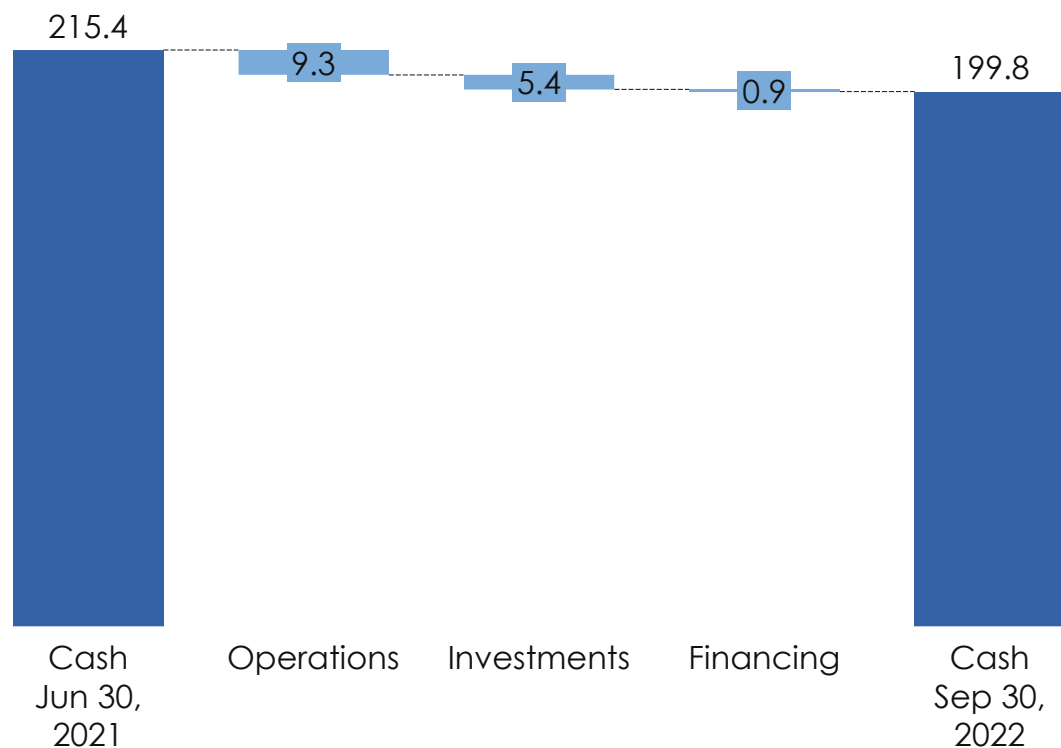 215.4
9.3
5.4
0.9
199.8
Cash
Jun 30,
2021
Operations
Investments
Financing
Cash
Sep 30,
2022